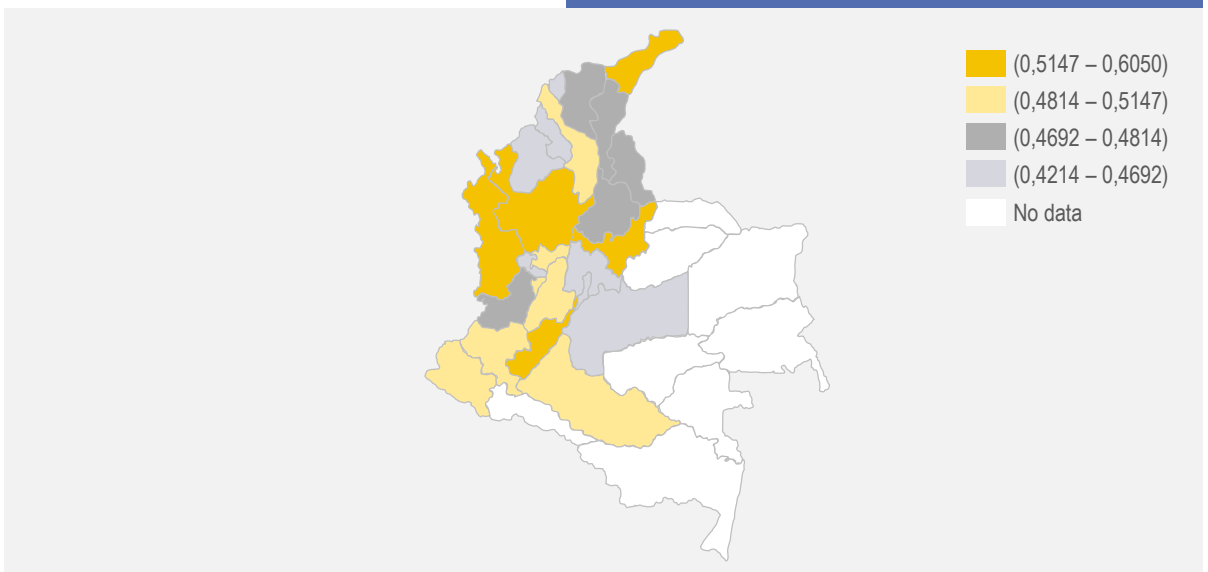 (0,5147 – 0,6050)
(0,4814 – 0,5147)
(0,4692 – 0,4814)
(0,4214 – 0,4692)
No data